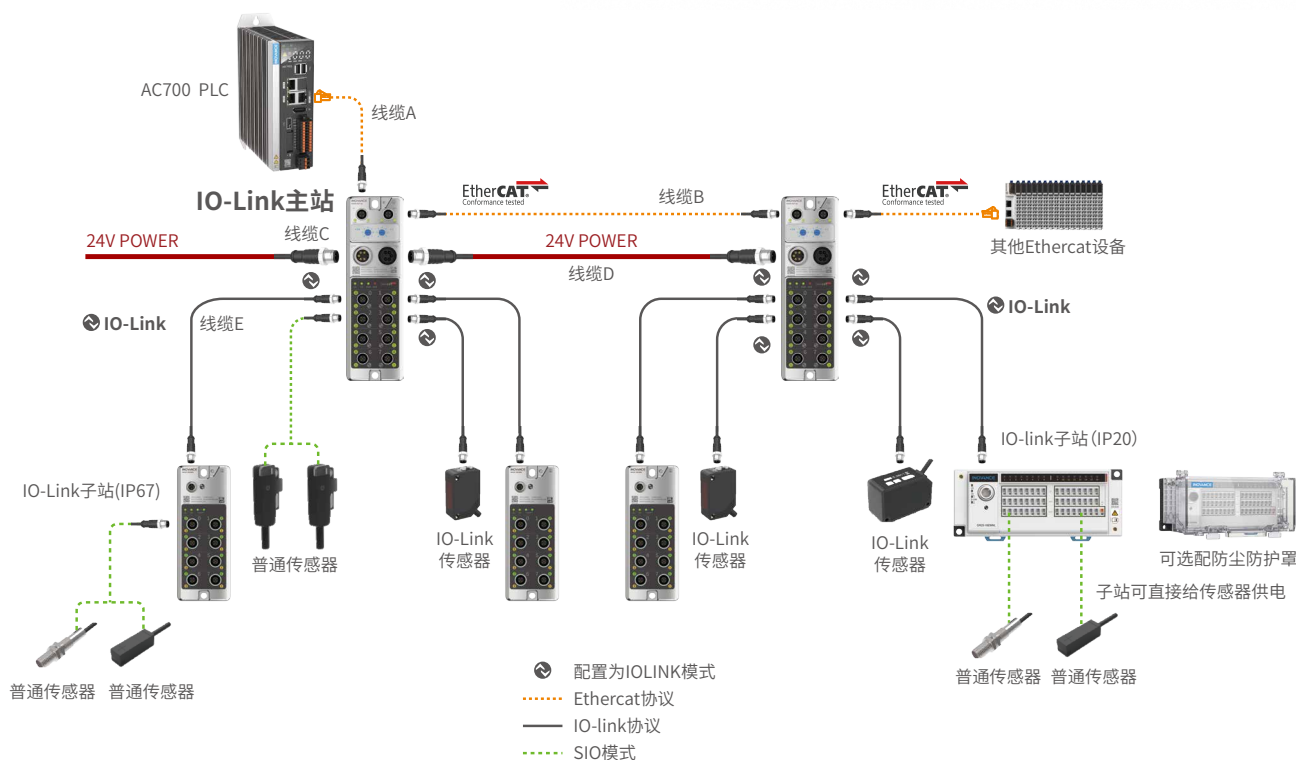 AC700 PLC
线缆A
IO-Link主站
EtherCAT®
Conformance tested
线缆B
EtherCAT®
Conformance tested
其他Ethercat设备
24V POWER
线缆C
24V POWER
线缆D
IO-Link
线缆E
IO-Link
IO-Link子站(IP67)
普通传感器
IO-Link
传感器
IO-Link
传感器
IO-Link
传感器
IO-link子站（IP20）
可选配防尘防护罩
子站可直接给传感器供电
普通传感器
普通传感器
普通传感器
普通传感器
配置为IOLINK模式
Ethercat协议
IO-link协议
SIO模式